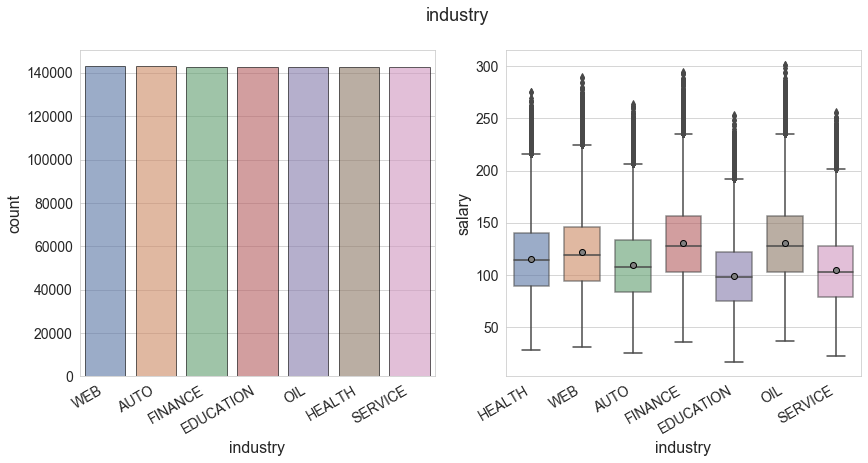 industry
140000
120000
100000
80000
60000
40000
20000
0
count
WEB
AUTO
FINANCE
EDUCATION
OIL
HEALTH
SERVICE
industry
300
250
200
150
100
50
salary
HEALTH
WEB
AUTO
FINANCE
EDUCATION
OIL
SERVICE
industry